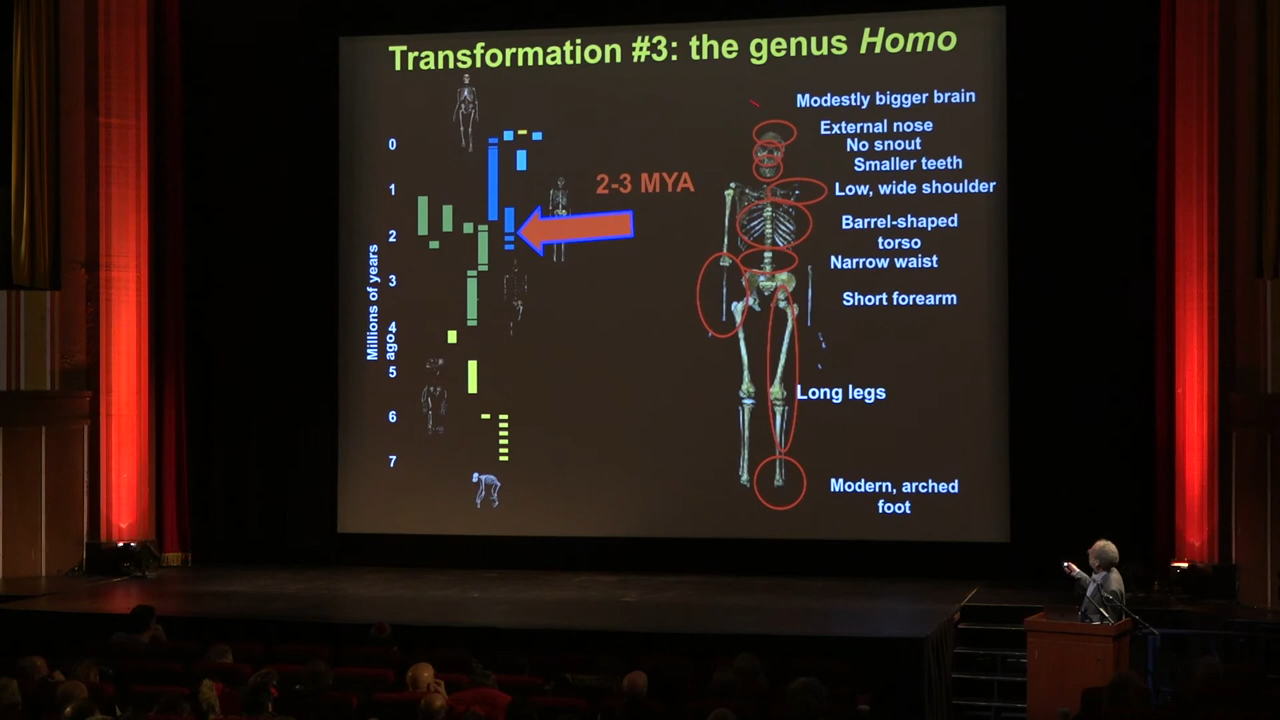 Transformation #3: the genus Homo
0
1
2
3
4
5
6
7
Millions of years
ago
2-3 MYA
Modestly bigger brain
External nose
No snout
Smaller teeth
Low, wide shoulder
Barrel-shaped
torso
Narrow waist
Short forearm
Long legs
Modern, arched
foot